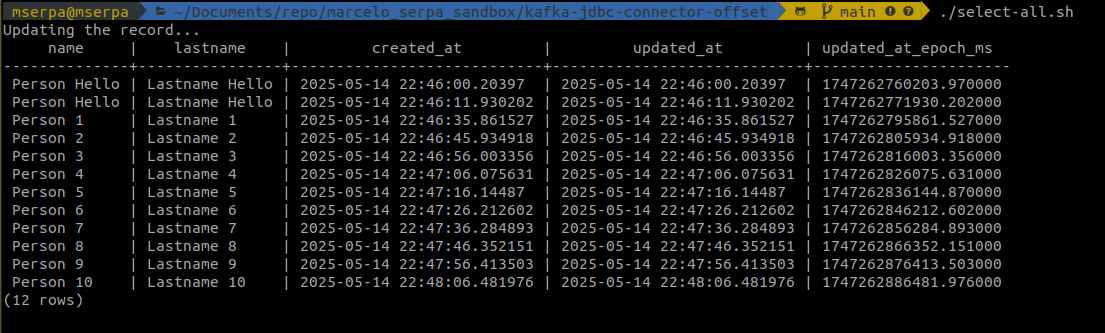 mserpa@mserpa ~/Documents/repo/marcelo_serpa_sandbox/kafka-jdbc-connector-offset main ./select-all.sh
Updating the record...
     name     |    lastname    |         created_at         |         updated_at         | updated_at_epoch_ms
--------------+----------------+----------------------------+----------------------------+----------------------
 Person Hello | Lastname Hello | 2025-05-14 22:46:00.20397  | 2025-05-14 22:46:00.20397  | 1747262760203.970000
 Person Hello | Lastname Hello | 2025-05-14 22:46:11.930202 | 2025-05-14 22:46:11.930202 | 1747262771930.202000
 Person 1     | Lastname 1     | 2025-05-14 22:46:35.861527 | 2025-05-14 22:46:35.861527 | 1747262795861.527000
 Person 2     | Lastname 2     | 2025-05-14 22:46:45.934918 | 2025-05-14 22:46:45.934918 | 1747262805934.918000
 Person 3     | Lastname 3     | 2025-05-14 22:46:56.003356 | 2025-05-14 22:46:56.003356 | 1747262816003.356000
 Person 4     | Lastname 4     | 2025-05-14 22:47:06.075631 | 2025-05-14 22:47:06.075631 | 1747262826075.631000
 Person 5     | Lastname 5     | 2025-05-14 22:47:16.14487  | 2025-05-14 22:47:16.14487  | 1747262836144.870000
 Person 6     | Lastname 6     | 2025-05-14 22:47:26.212602 | 2025-05-14 22:47:26.212602 | 1747262846212.602000
 Person 7     | Lastname 7     | 2025-05-14 22:47:36.284893 | 2025-05-14 22:47:36.284893 | 1747262856284.893000
 Person 8     | Lastname 8     | 2025-05-14 22:47:46.352151 | 2025-05-14 22:47:46.352151 | 1747262866352.151000
 Person 9     | Lastname 9     | 2025-05-14 22:47:56.413503 | 2025-05-14 22:47:56.413503 | 1747262876413.503000
 Person 10    | Lastname 10    | 2025-05-14 22:48:06.481976 | 2025-05-14 22:48:06.481976 | 1747262886481.976000
(12 rows)